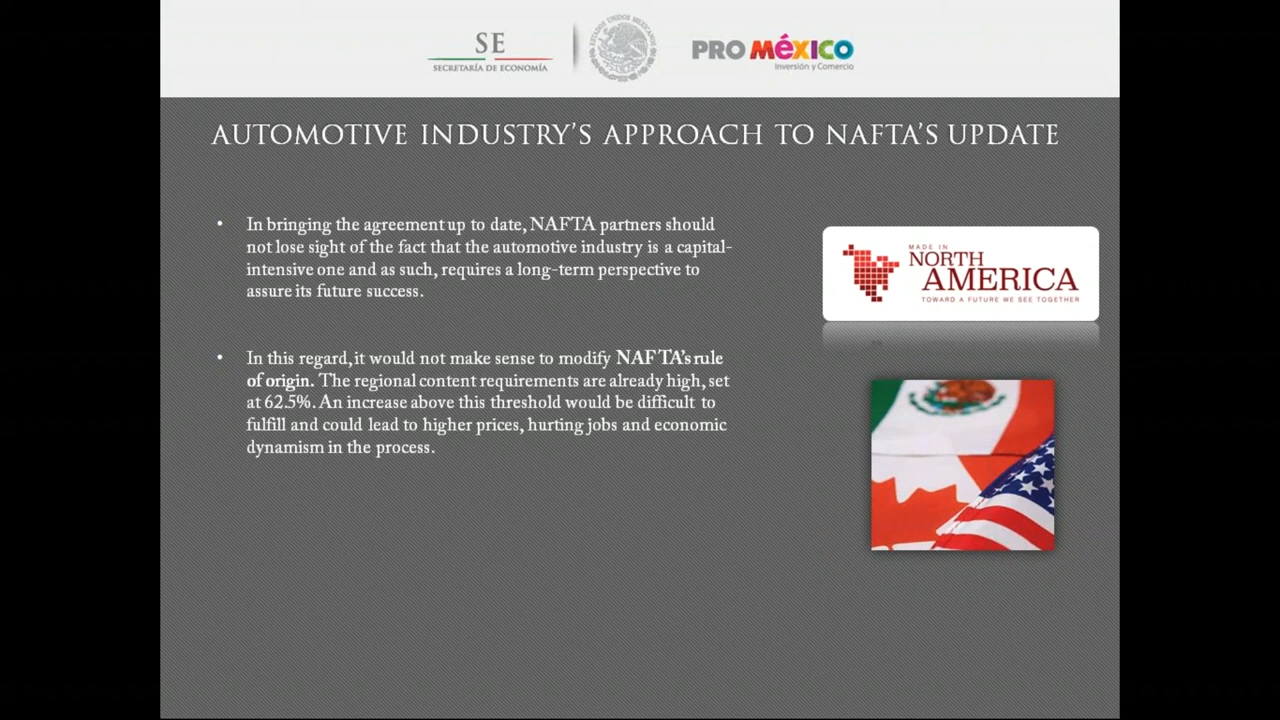 SE
SECRETARÍA DE ECONOMÍA
ESTADOS UNIDOS MEXICANOS
PRO MéXICO
Inversión y Comercio
AUTOMOTIVE INDUSTRY'S APPROACH TO NAFTA'S UPDATE
• In bringing the agreement up to date, NAFTA partners should
not lose sight of the fact that the automotive industry is a capital-
intensive one and as such, requires a long-term perspective to
assure its future success.
• In this regard, it would not make sense to modify NAFTA's rule
of origin. The regional content requirements are already high, set
at 62.5%. An increase above this threshold would be difficult to
fulfill and could lead to higher prices, hurting jobs and economic
dynamism in the process.
MADE IN
NORTH
AMERICA
TOWARD A FUTURE WE SEE TOGETHER